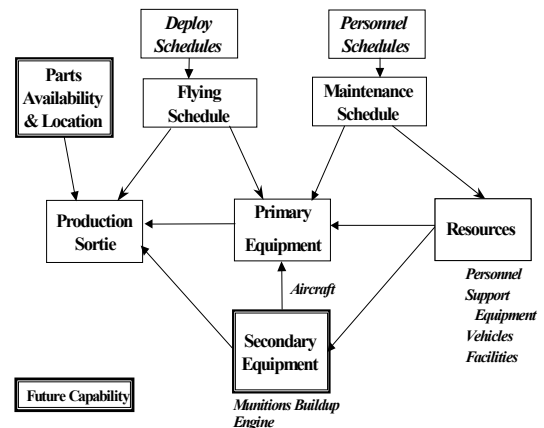 Deploy
Schedules
Personnel
Schedules
Parts
Availability
& Location
Flying
Schedule
Maintenance
Schedule
Production
Sortie
Primary
Equipment
Resources
Aircraft
Personnel
Support
Equipment
Vehicles
Facilities
Secondary
Equipment
Munitions Buildup
Engine
Future Capability